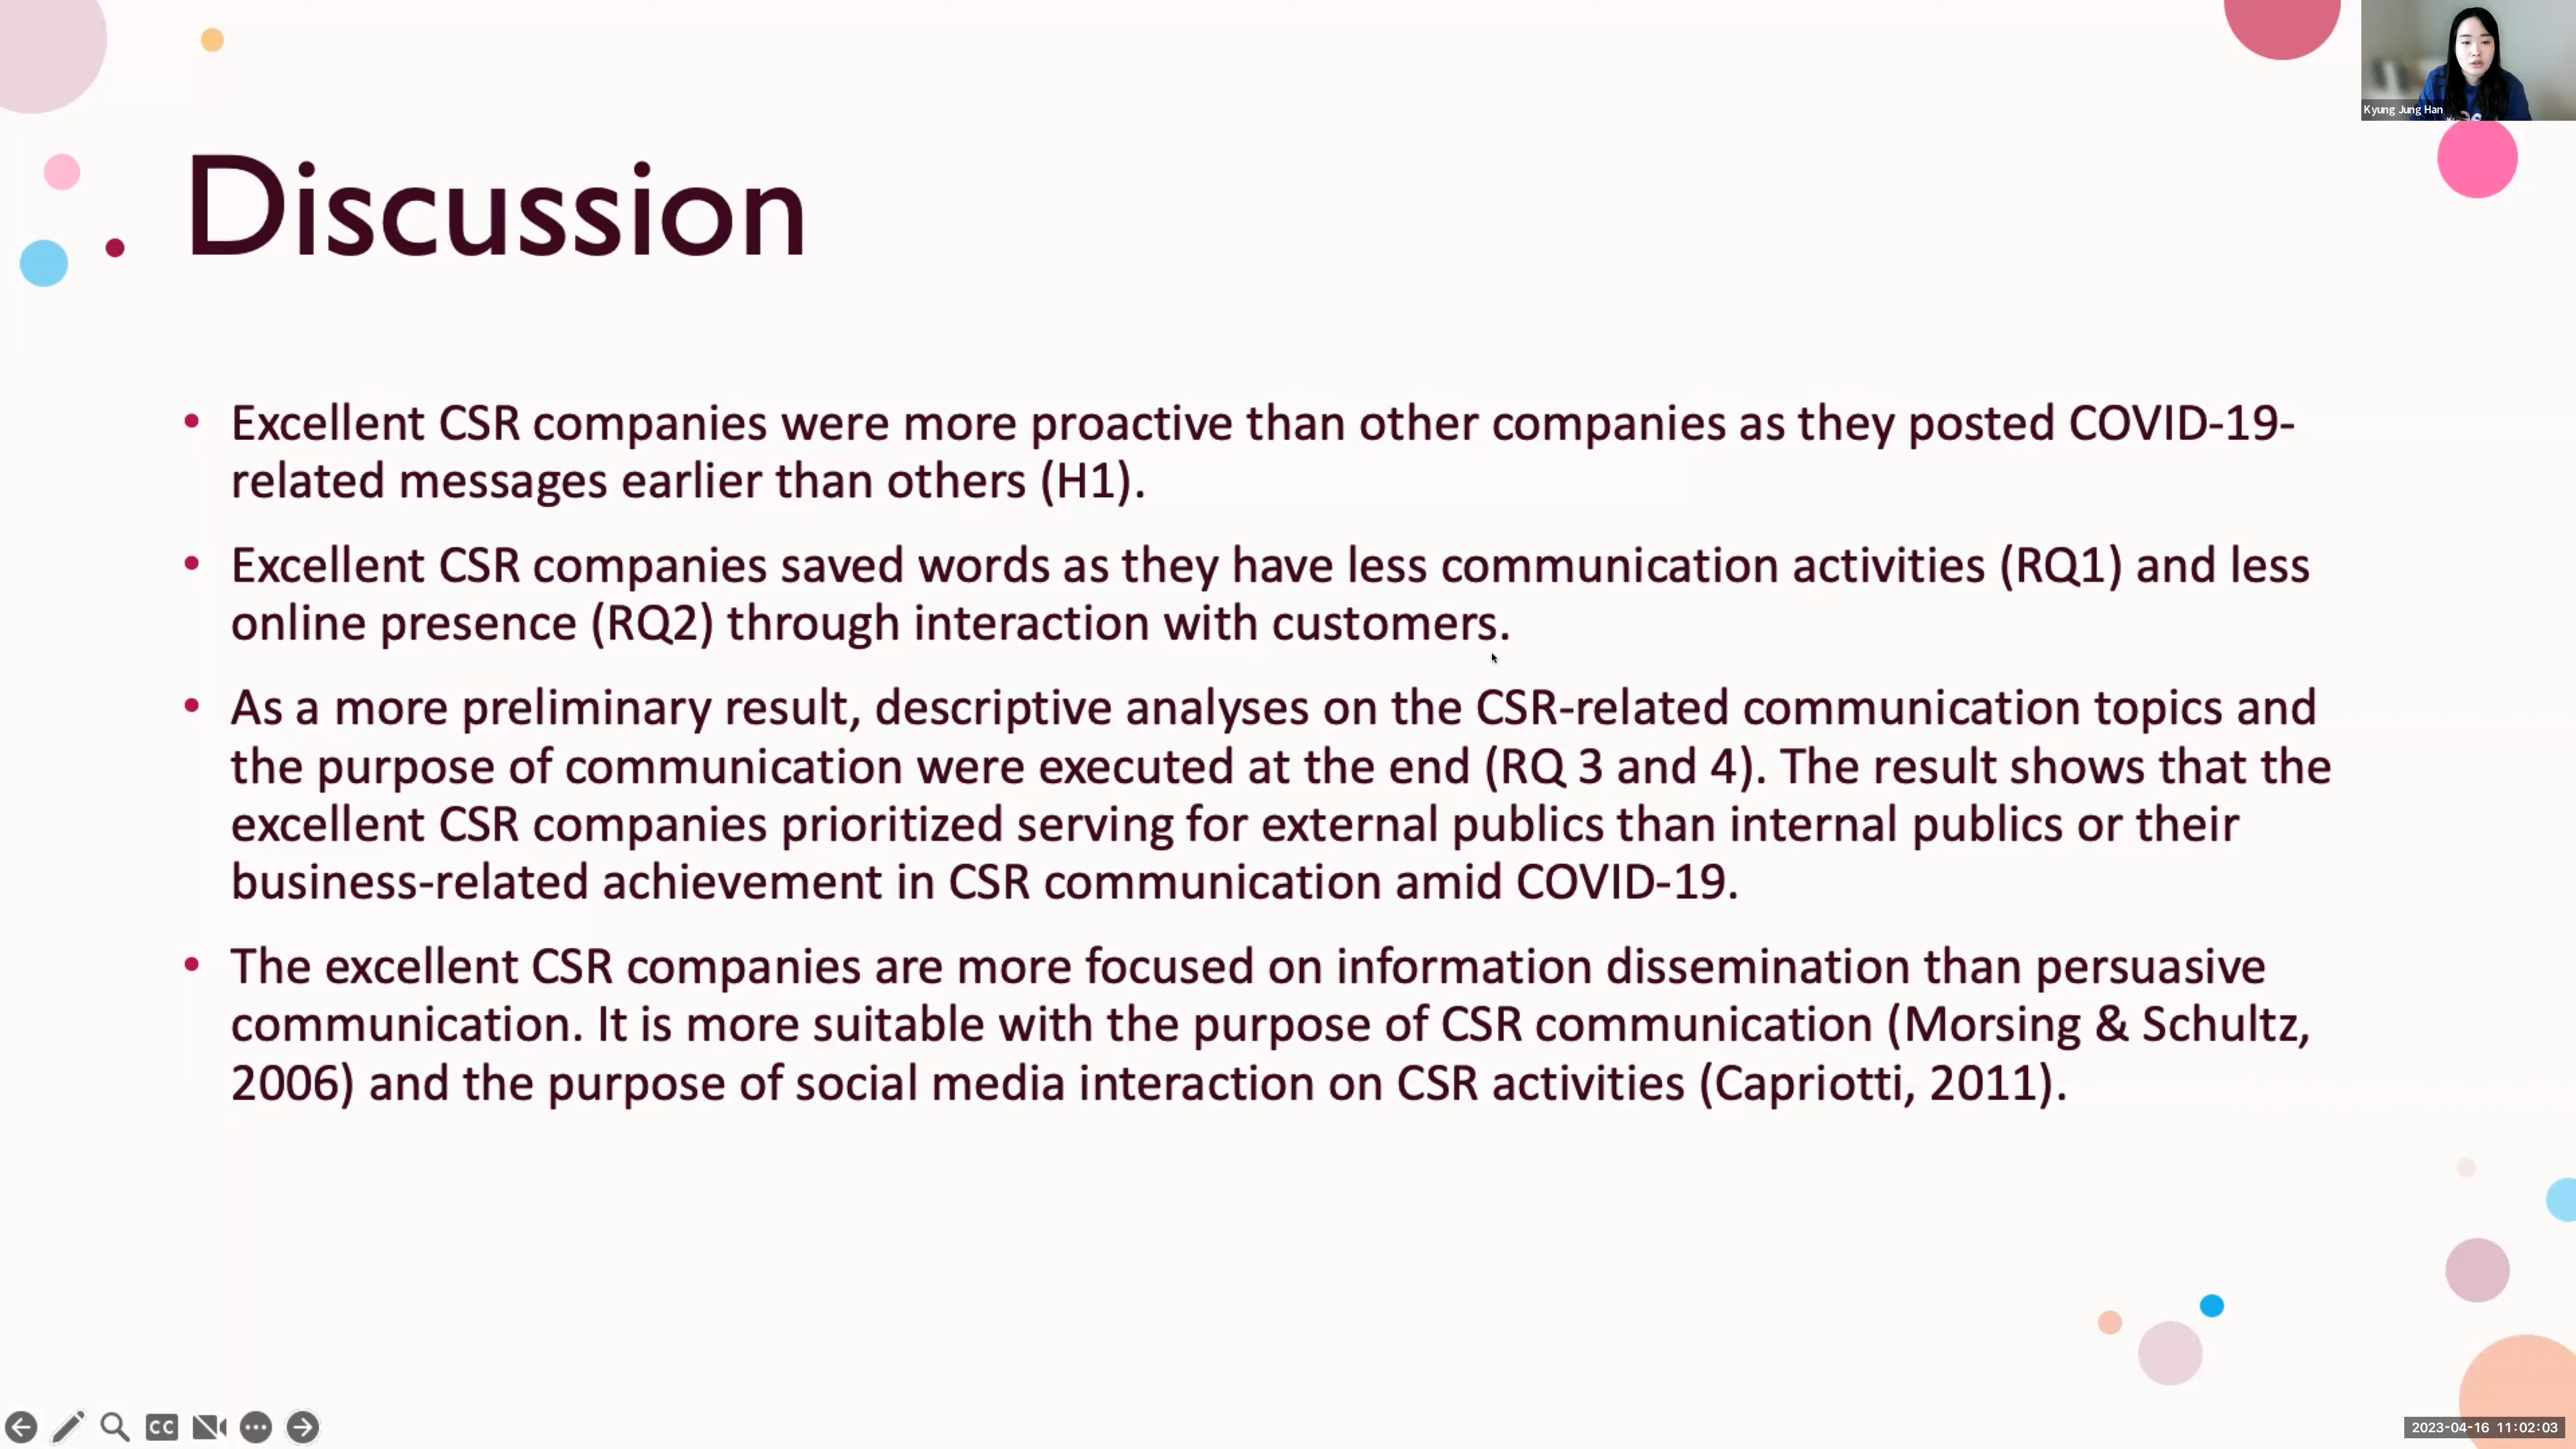 Kyung Jung Han
Discussion
• Excellent CSR companies were more proactive than other companies as they posted COVID-19-
related messages earlier than others (H1).
• Excellent CSR companies saved words as they have less communication activities (RQ1) and less
online presence (RQ2) through interaction with customers.
• As a more preliminary result, descriptive analyses on the CSR-related communication topics and
the purpose of communication were executed at the end (RQ 3 and 4). The result shows that the
excellent CSR companies prioritized serving for external publics than internal publics or their
business-related achievement in CSR communication amid COVID-19.
• The excellent CSR companies are more focused on information dissemination than persuasive
communication. It is more suitable with the purpose of CSR communication (Morsing & Schultz,
2006) and the purpose of social media interaction on CSR activities (Capriotti, 2011).
CC
2023-04-16 11:02:03